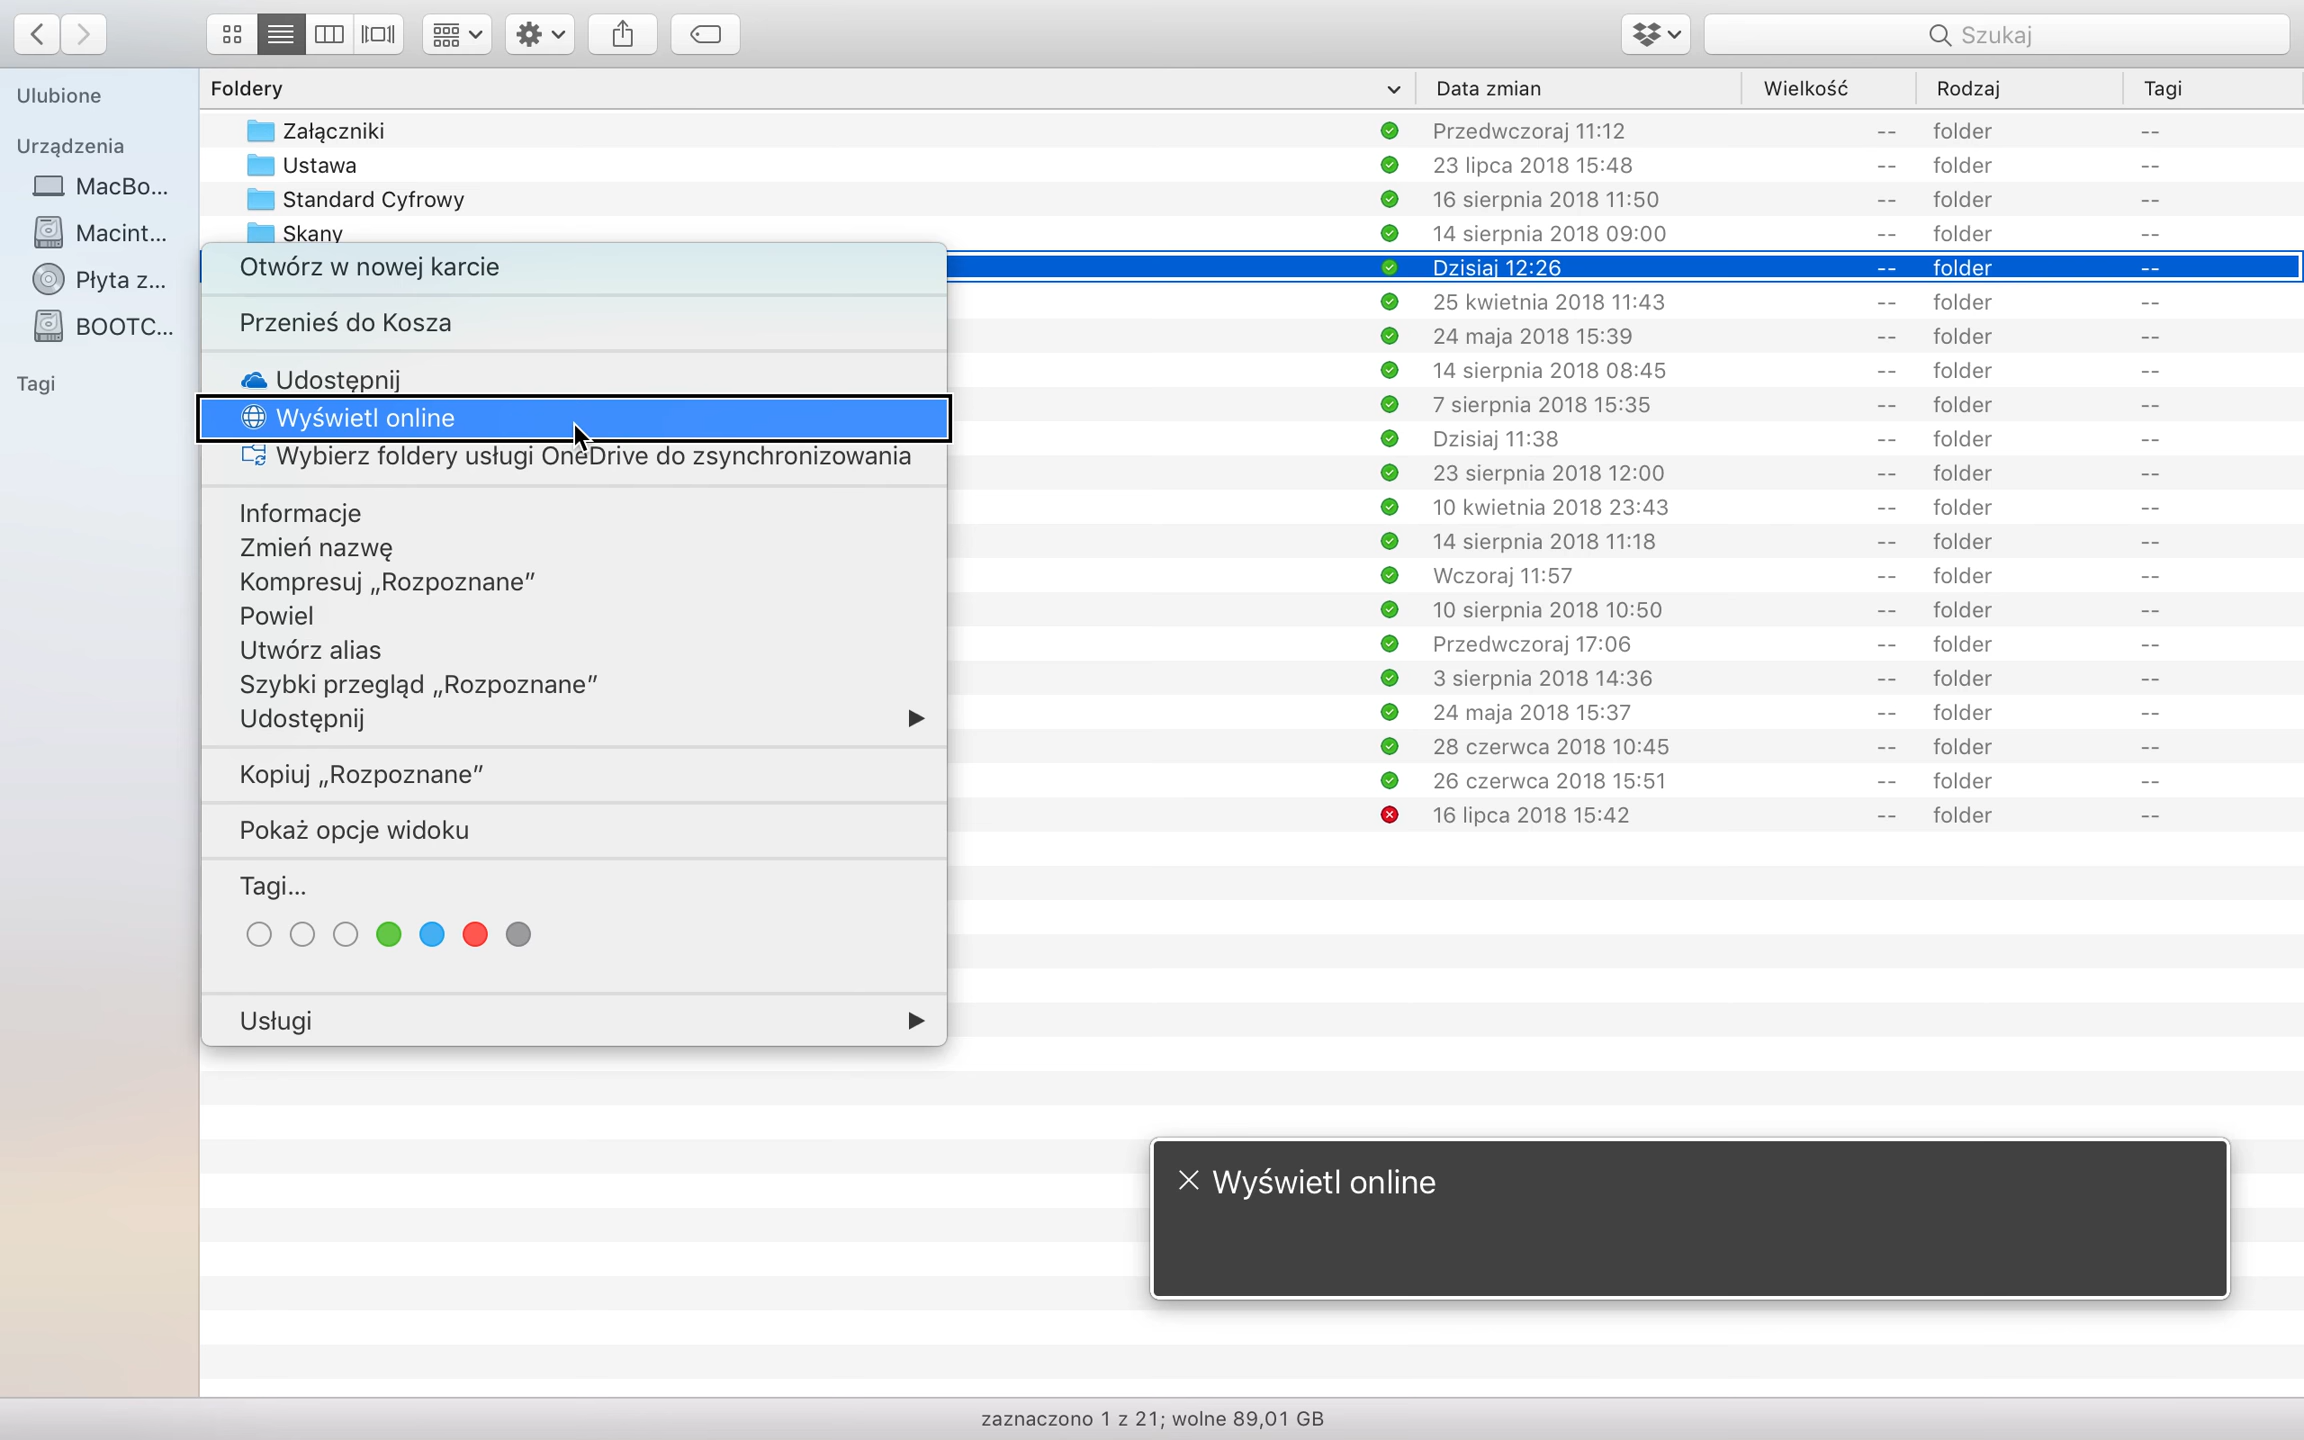 Szukaj
Ulubione
Urządzenia
MacBo...
Macint...
Płyta z...
BOOTC...
Tagi
Foldery Data zmian Wielkość Rodzaj Tagi
Załączniki Przedwczoraj 11:12 -- folder --
Ustawa 23 lipca 2018 15:48 -- folder --
Standard Cyfrowy 16 sierpnia 2018 11:50 -- folder --
Skany 14 sierpnia 2018 09:00 -- folder --
Dzisiaj 12:26 -- folder --
25 kwietnia 2018 11:43 -- folder --
24 maja 2018 15:39 -- folder --
14 sierpnia 2018 08:45 -- folder --
7 sierpnia 2018 15:35 -- folder --
Dzisiaj 11:38 -- folder --
23 sierpnia 2018 12:00 -- folder --
10 kwietnia 2018 23:43 -- folder --
14 sierpnia 2018 11:18 -- folder --
Wczoraj 11:57 -- folder --
10 sierpnia 2018 10:50 -- folder --
Przedwczoraj 17:06 -- folder --
3 sierpnia 2018 14:36 -- folder --
24 maja 2018 15:37 -- folder --
28 czerwca 2018 10:45 -- folder --
26 czerwca 2018 15:51 -- folder --
16 lipca 2018 15:42 -- folder --
Otwórz w nowej karcie
Przenieś do Kosza
Udostępnij
Wyświetl online
Wybierz foldery usługi OneDrive do zsynchronizowania
Informacje
Zmień nazwę
Kompresuj „Rozpoznane”
Powiel
Utwórz alias
Szybki przegląd „Rozpoznane”
Udostępnij
Kopiuj „Rozpoznane”
Pokaż opcje widoku
Tagi...
Usługi
Wyświetl online
zaznaczono 1 z 21; wolne 89,01 GB